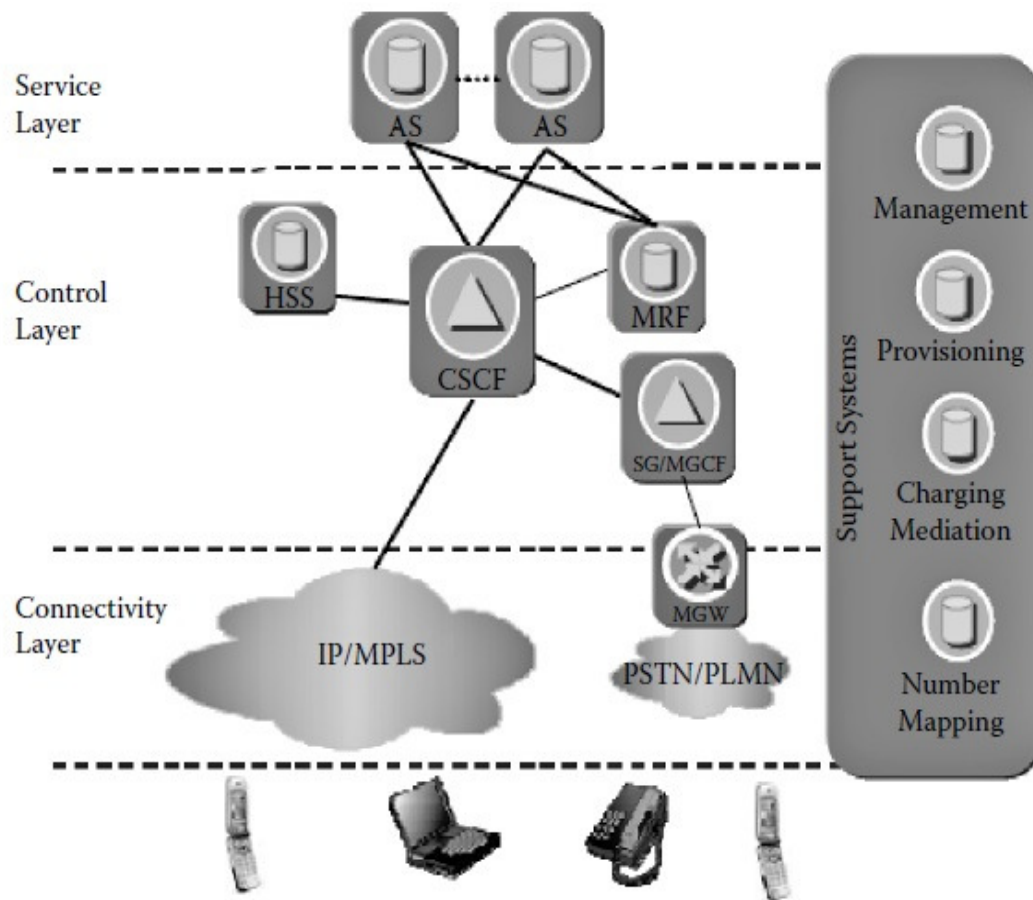 Service
Layer
AS
AS
Control
Layer
HSS
CSCF
MRF
SG/MGCF
Connectivity
Layer
IP/MPLS
MGW
PSTN/PLMN
Support Systems
Management
Provisioning
Charging
Mediation
Number
Mapping